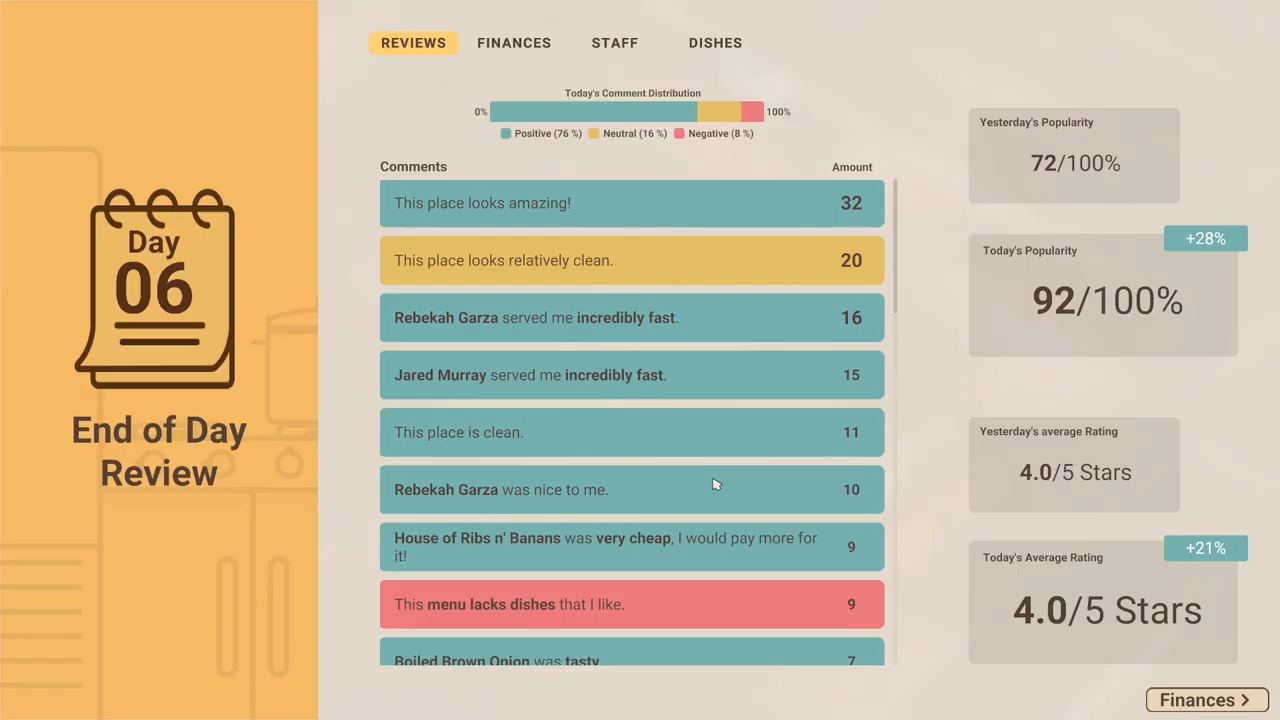 REVIEWS FINANCES STAFF DISHES
Today's Comment Distribution
0% 100%
Positive (76 %) Neutral (16 %) Negative (8 %)
Comments Amount
This place looks amazing! 32
This place looks relatively clean. 20
Rebekah Garza served me incredibly fast. 16
Jared Murray served me incredibly fast. 15
This place is clean. 11
Rebekah Garza was nice to me. 10
House of Ribs n' Banans was very cheap, I would pay more for
it! 9
This menu lacks dishes that I like. 9
Boiled Brown Onion was tasty 7
Day
06
End of Day
Review
Yesterday's Popularity
72/100%
+28%
Today's Popularity
92/100%
Yesterday's average Rating
4.0/5 Stars
+21%
Today's Average Rating
4.0/5 Stars
Finances >